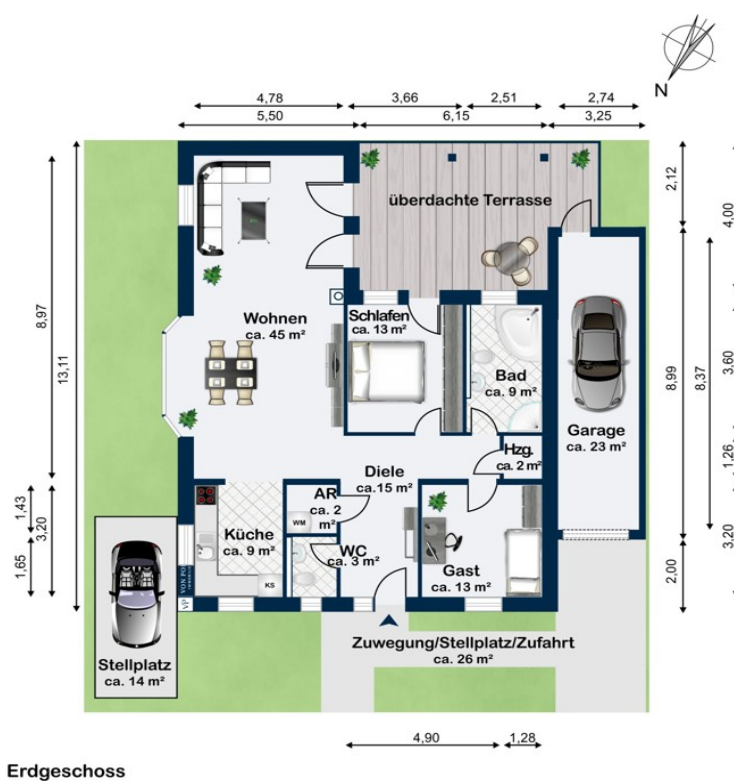 N
4,78
3,66
2,51
2,74
5,50
6,15
3,25
2,12
4,00
überdachte Terrasse
Wohnen
ca. 45 m²
Schlafen
ca. 13 m²
8,97
13,11
Bad
ca. 9 m²
8,99
8,37
3,60
Garage
ca. 23 m²
Hzg.
ca. 2 m²
1,26
Diele
ca.15 m²
AR
ca. 2
m²
WM
1,43
3,20
1,65
Küche
ca. 9 m²
KS
WC
ca. 3 m²
Gast
ca. 13 m²
3,20
2,00
VP
Stellplatz
ca. 14 m²
Zuwegung/Stellplatz/Zufahrt
ca. 26 m²
4,90
1,28
Erdgeschoss